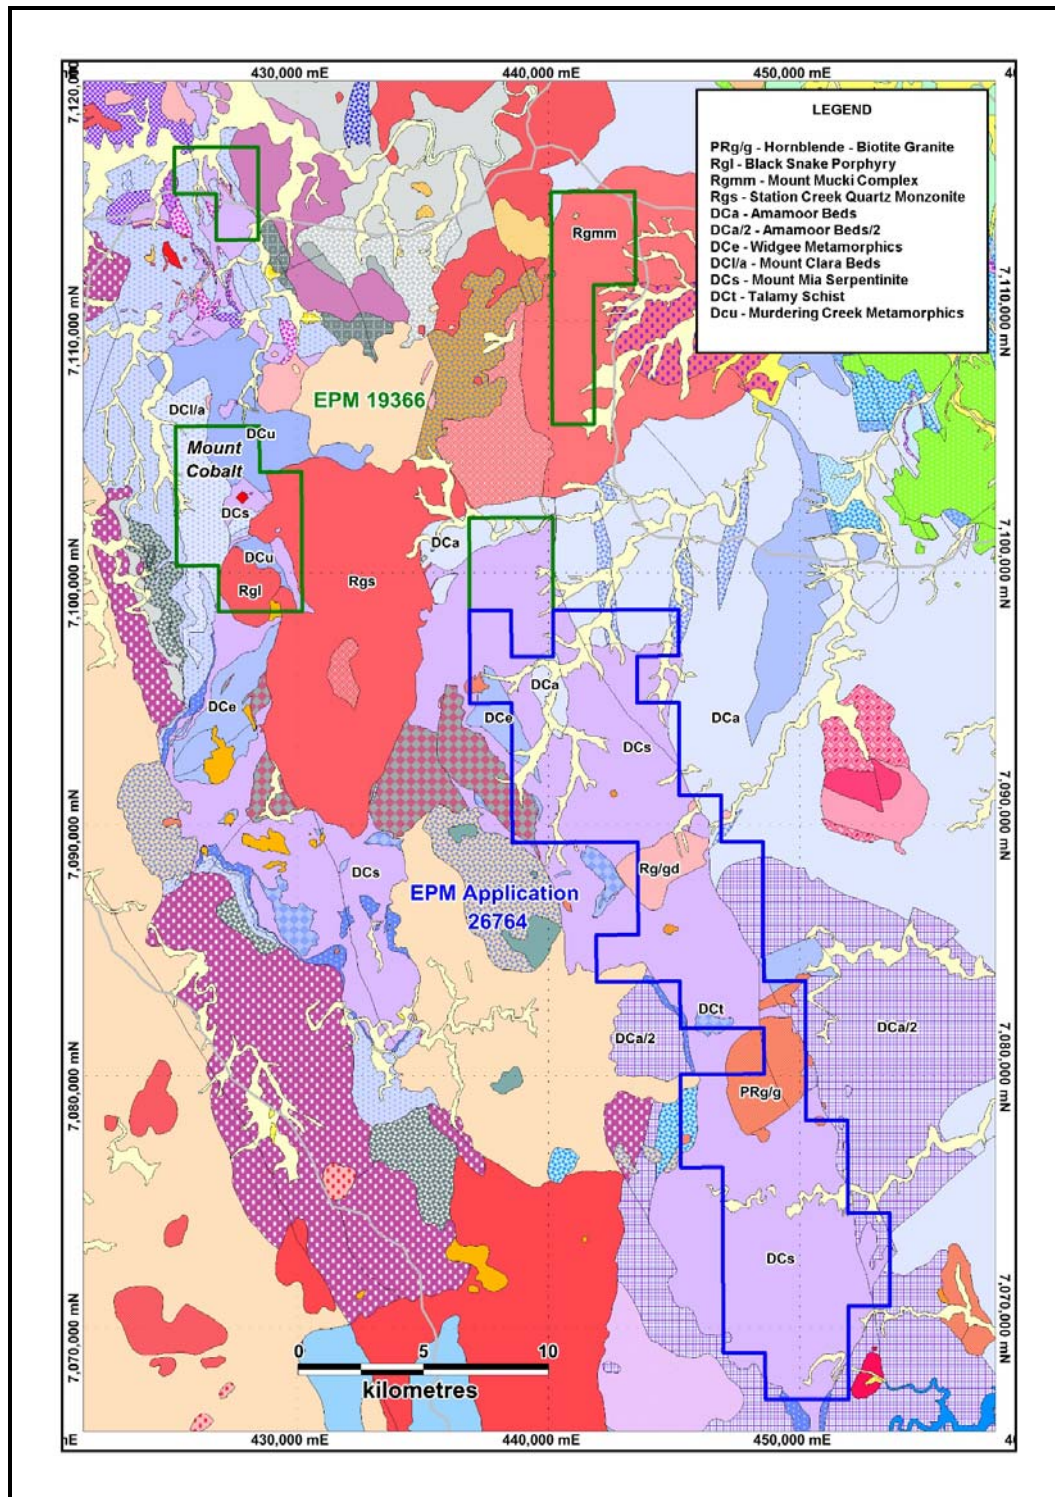 430,000 mE
440,000 mE
450,000 mE
7,120,000
7,110,000 mN
7,100,000 mN
7,090,000 mN
7,080,000 mN
7,070,000 mN
LEGEND
PRg/g - Hornblende - Biotite Granite
Rgl - Black Snake Porphyry
Rgmm - Mount Mucki Complex
Rgs - Station Creek Quartz Monzonite
DCa - Amamoor Beds
DCa/2 - Amamoor Beds/2
DCe - Widgee Metamorphics
DCl/a - Mount Clara Beds
DCs - Mount Mia Serpentinite
DCt - Talamy Schist
Dcu - Murdering Creek Metamorphics
Rgmm
EPM 19366
DCl/a
DCu
Mount
Cobalt
DCs
DCu
Rgl
Rgs
DCa
DCe
DCa
DCe
DCs
DCa
DCs
Rg/gd
EPM Application
26764
DCt
DCa/2
DCa/2
PRg/g
DCs
0 5 10
kilometres
7,110,000 mN
7,100,000 mN
7,090,000 mN
7,080,000 mN
7,070,000 mN
mE
430,000 mE
440,000 mE
450,000 mE